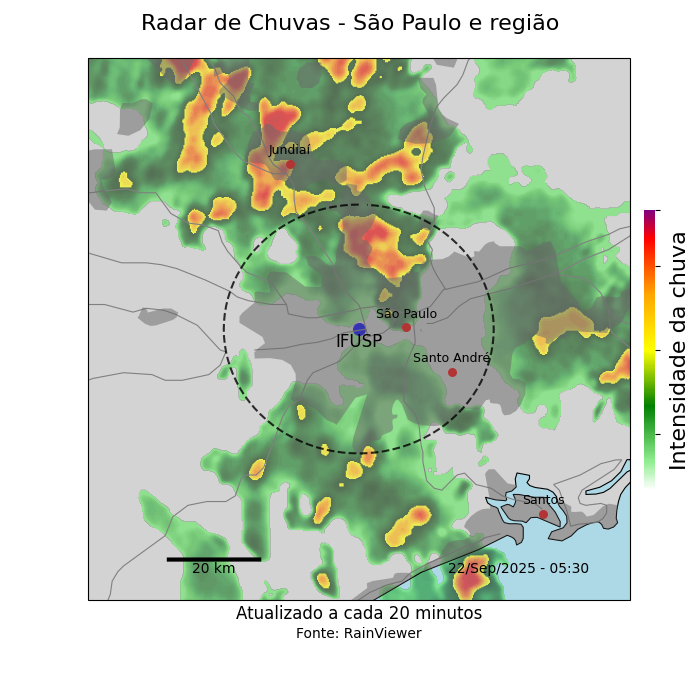 Radar de Chuvas - São Paulo e região
Jundiaí
São Paulo
IFUSP
Santo André
Santos
20 km
22/Sep/2025 - 05:30
Intensidade da chuva
Atualizado a cada 20 minutos
Fonte: RainViewer